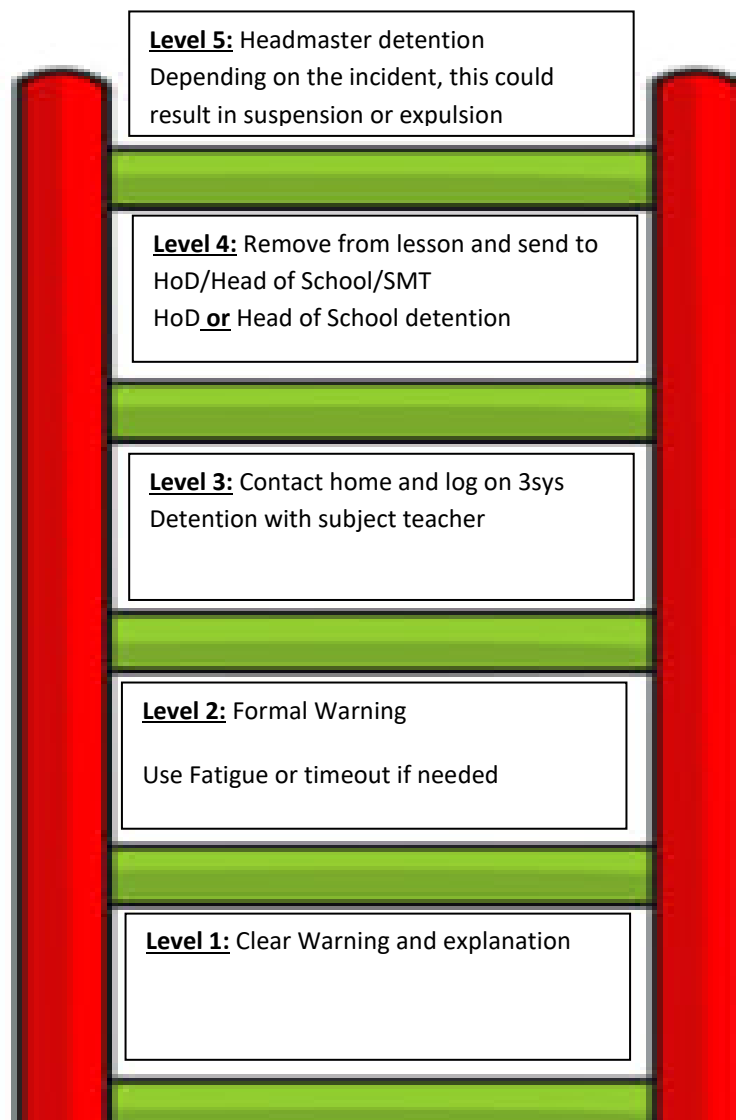 Level 5: Headmaster detention
Depending on the incident, this could
result in suspension or expulsion
Level 4: Remove from lesson and send to
HoD/Head of School/SMT
HoD or Head of School detention
Level 3: Contact home and log on 3sys
Detention with subject teacher
Level 2: Formal Warning
Use Fatigue or timeout if needed
Level 1: Clear Warning and explanation